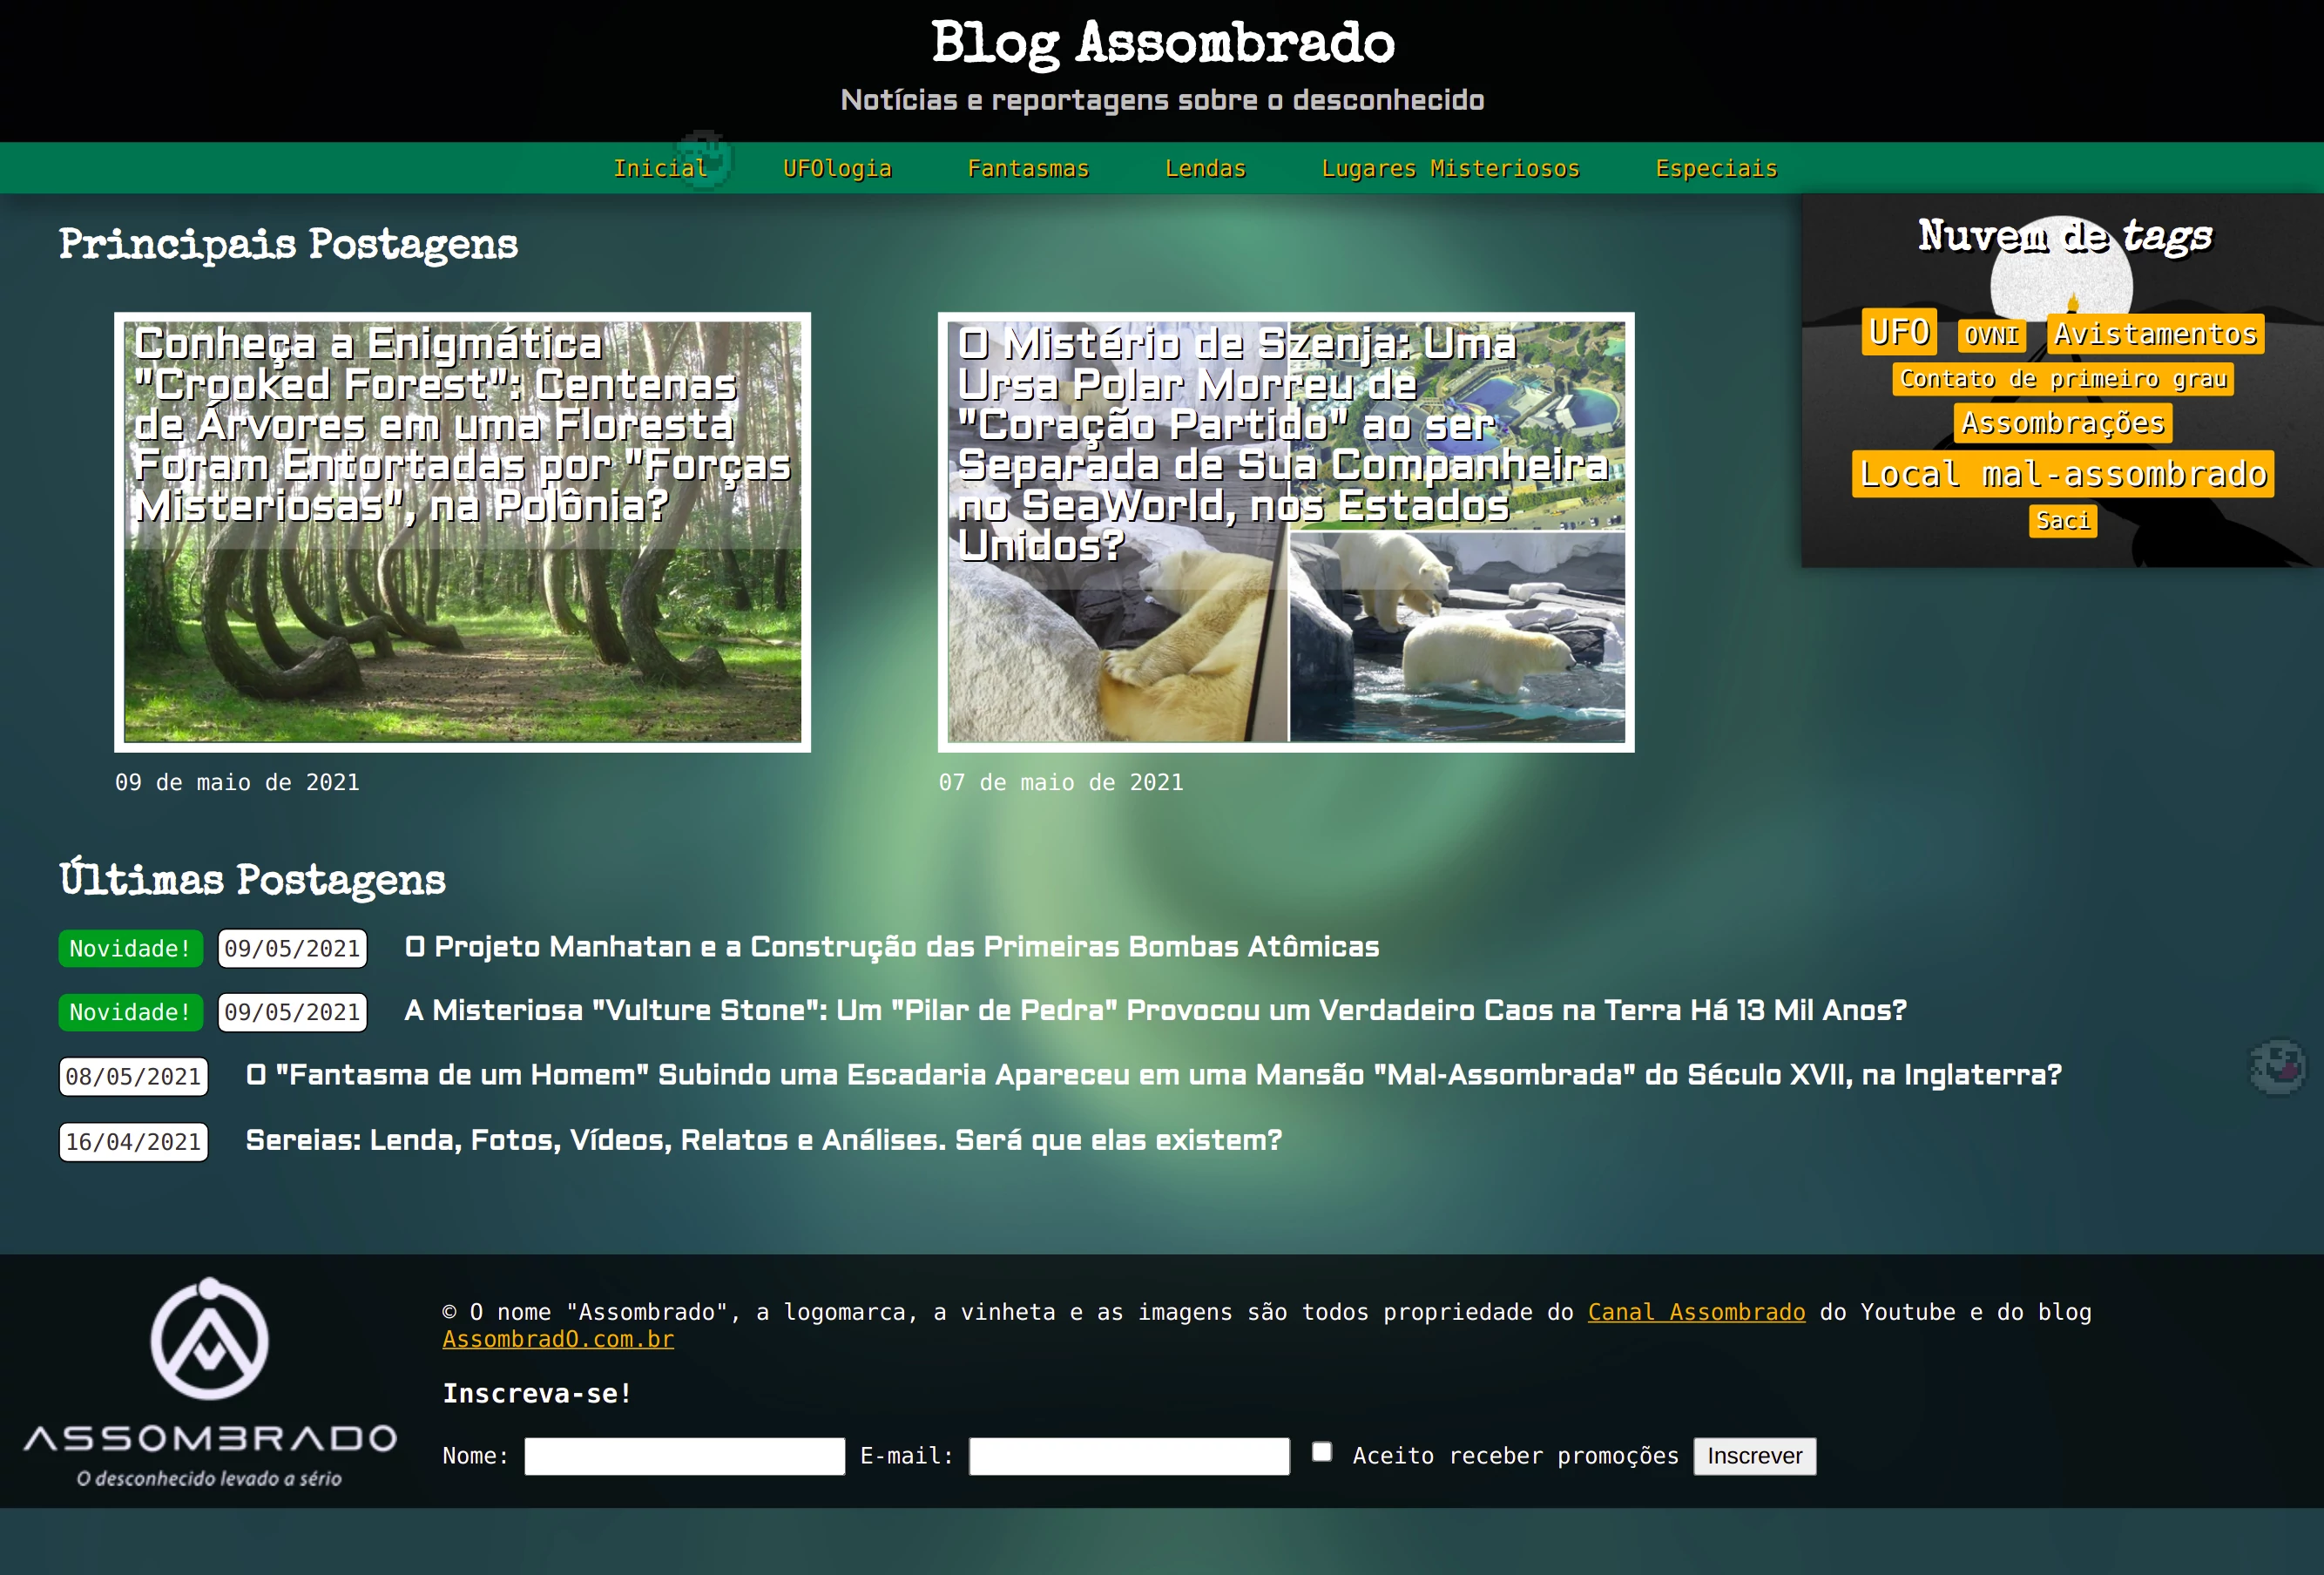 Blog Assombrado
Notícias e reportagens sobre o desconhecido
Inicial UFOlogia Fantasmas Lendas Lugares Misteriosos Especiais
Principais Postagens
Conheça a Enigmática
"Crooked Forest": Centenas
de Árvores em uma Floresta
Foram Entortadas por "Forças
Misteriosas", na Polônia?
09 de maio de 2021
O Mistério de Szenja: Uma
Ursa Polar Morreu de
"Coração Partido" ao ser
Separada de Sua Companheira
no SeaWorld, nos Estados
Unidos?
07 de maio de 2021
Nuvem de tags
UFO OVNI Avistamentos
Contato de primeiro grau
Assombrações
Local mal-assombrado
Saci
Últimas Postagens
Novidade! 09/05/2021 O Projeto Manhatan e a Construção das Primeiras Bombas Atômicas
Novidade! 09/05/2021 A Misteriosa "Vulture Stone": Um "Pilar de Pedra" Provocou um Verdadeiro Caos na Terra Há 13 Mil Anos?
08/05/2021 O "Fantasma de um Homem" Subindo uma Escadaria Apareceu em uma Mansão "Mal-Assombrada" do Século XVII, na Inglaterra?
16/04/2021 Sereias: Lenda, Fotos, Vídeos, Relatos e Análises. Será que elas existem?
ASSOMBRADO
O desconhecido levado a sério
© O nome "Assombrado", a logomarca, a vinheta e as imagens são todos propriedade do Canal Assombrado do Youtube e do blog
AssombradO.com.br
Inscreva-se!
Nome: E-mail: Aceito receber promoções Inscrever